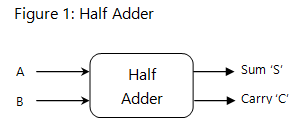 Figure 1: Half Adder
A
Half
Adder
Sum 'S'
B
Carry 'C'